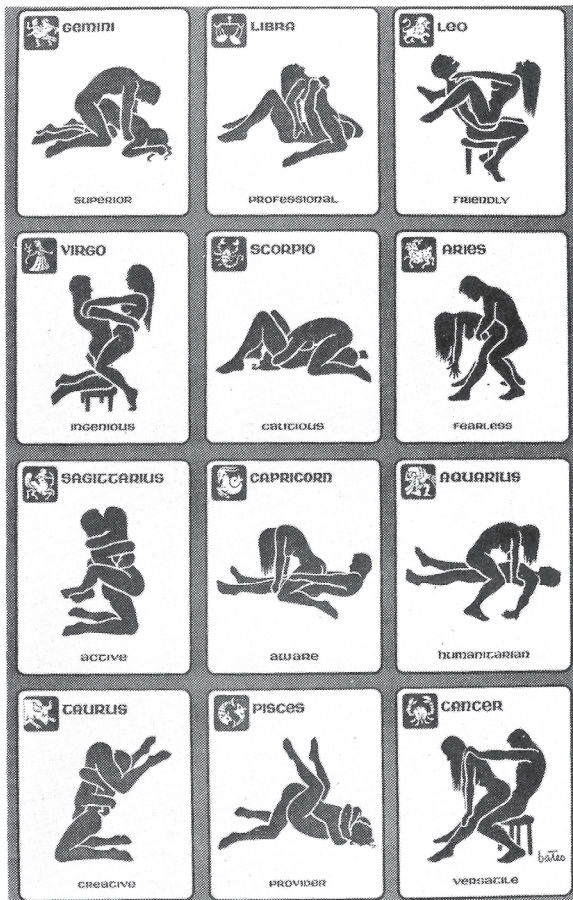 GEMINI
SUPERIOR
LIBRA
PROFESSIONAL
LEO
FRIENDLY
VIRGO
INGENIOUS
SCORPIO
CAUTIOUS
ARIES
FEARLESS
SAGITTARIUS
ACTIVE
CAPRICORN
AWARE
AQUARIUS
HUMANITARIAN
TAURUS
CREATIVE
PISCES
PROVIDER
CANCER
bates
VERSATILE